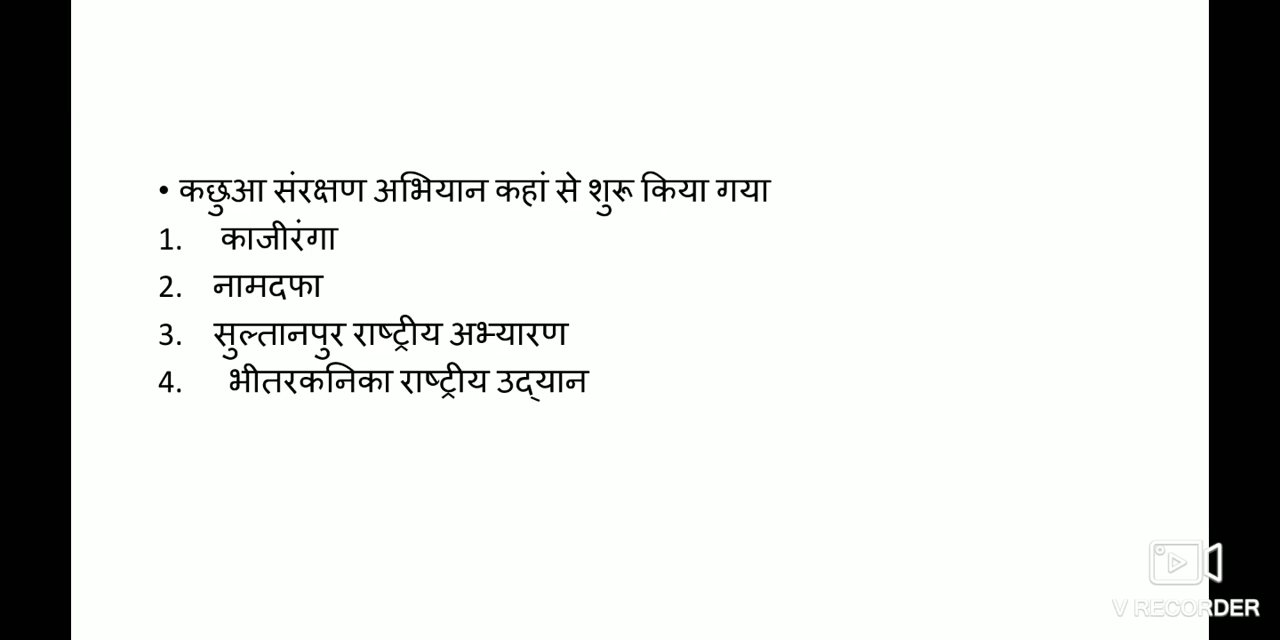 • कछुआ संरक्षण अभियान कहां से शुरू किया गया
1. काजीरंगा
2. नामदफा
3. सुल्तानपुर राष्ट्रीय अभ्यारण
4. भीतरकनिका राष्ट्रीय उद्यान
V RECORDER